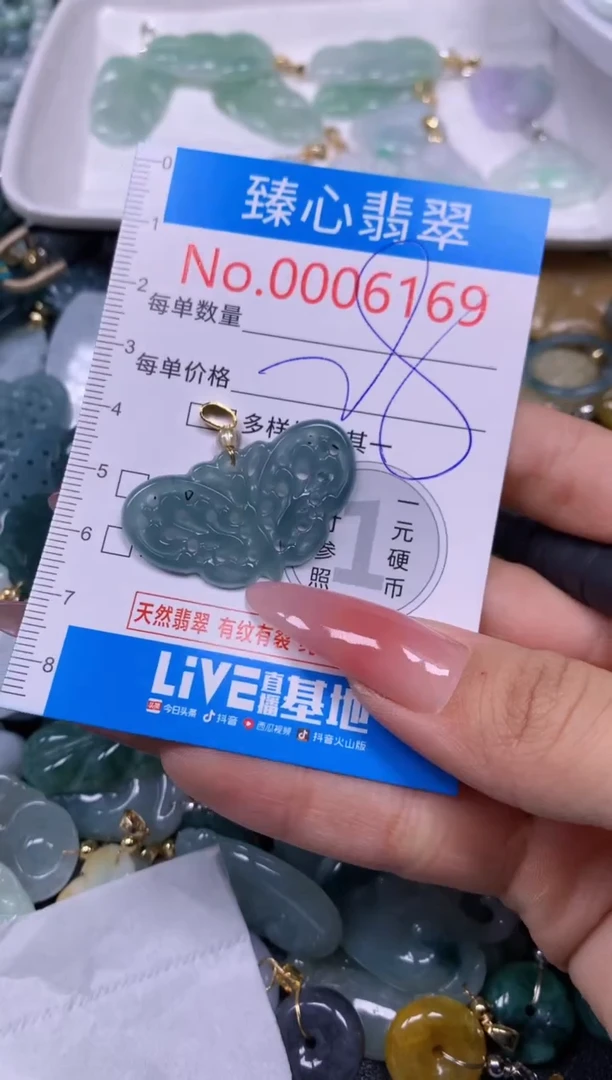 0
臻心翡翠
1
No.0006169
2
每单数量
3
每单价格
8
4
多样
其一
5
一元硬币
1
参照
6
7
天然翡翠 有纹有裂
8
LiVE直播基地
今日头条 抖音 西瓜视频 抖音火山版